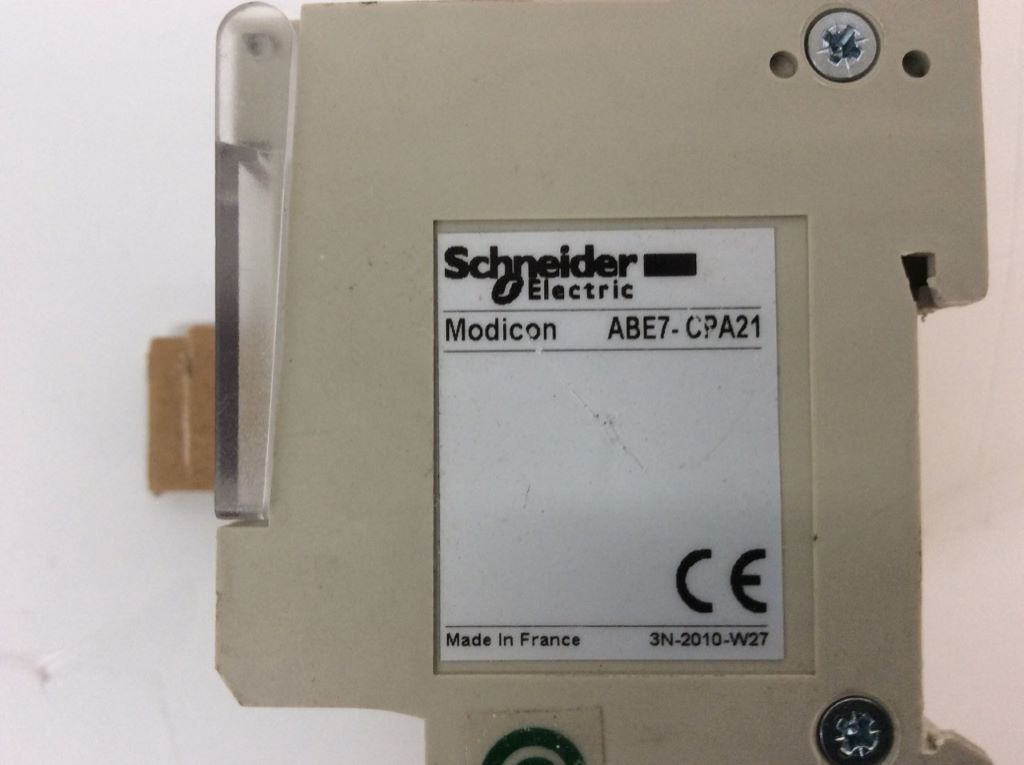 Schneider
Electric
Modicon ABE7-CPA21
CE
Made In France 3N-2010-W27